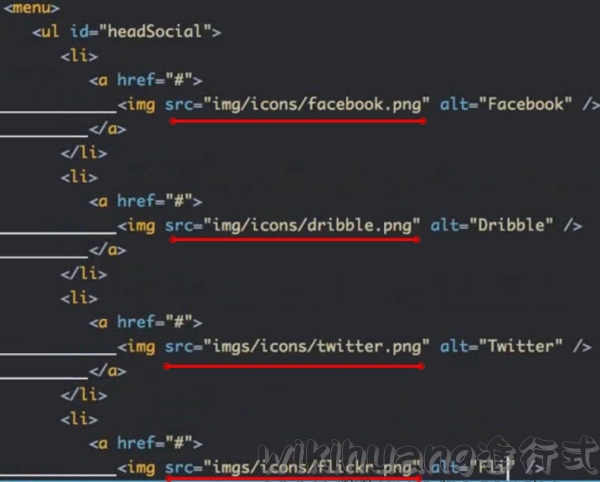 <menu>
<ul id="headSocial">
<li>
<a href="#">
<img src="img/icons/facebook.png" alt="Facebook" />
</a>
</li>
<li>
<a href="#">
<img src="img/icons/dribble.png" alt="Dribble" />
</a>
</li>
<li>
<a href="#">
<img src="imgs/icons/twitter.png" alt="Twitter" />
</a>
</li>
<li>
<a href="#">
<img src="imgs/icons/flickr.png" alt="Fli" />
wikihuang進行式